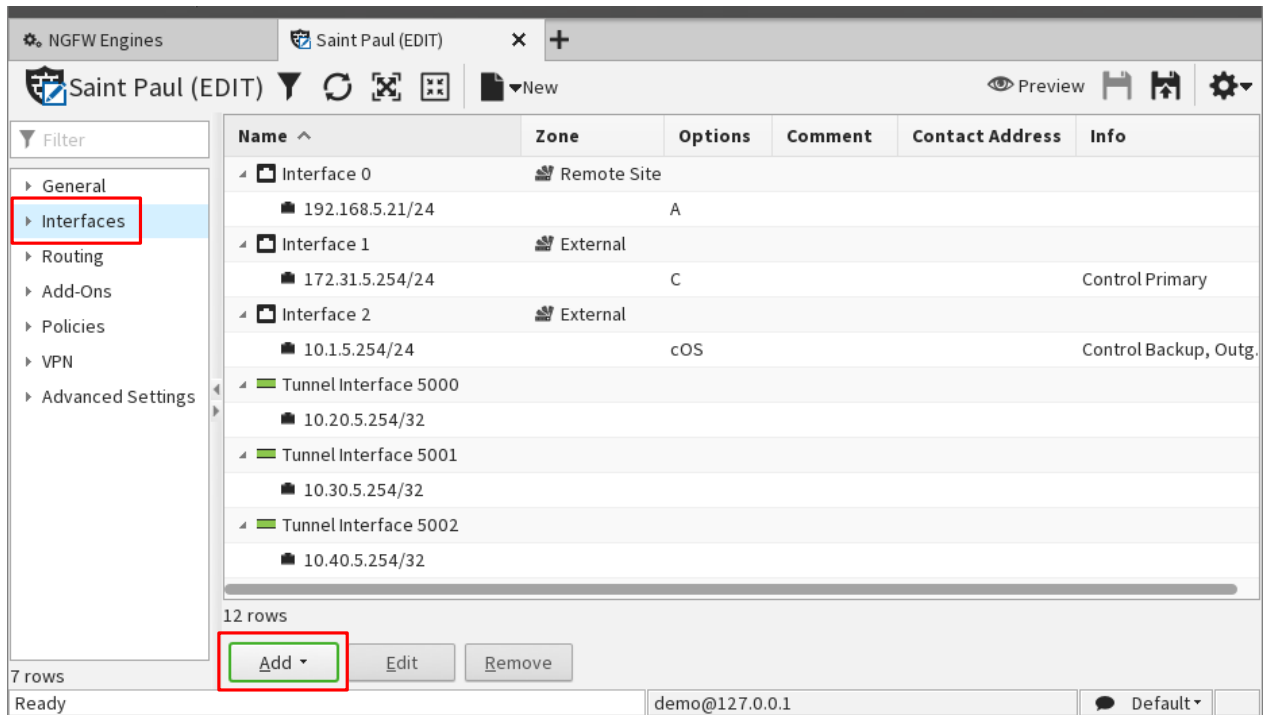 NGFW Engines Saint Paul (EDIT)
Saint Paul (EDIT) New Preview
Filter
General
Interfaces
Routing
Add-Ons
Policies
VPN
Advanced Settings
7 rows
Name Zone Options Comment Contact Address Info
Interface 0 Remote Site
192.168.5.21/24 A
Interface 1 External
172.31.5.254/24 C Control Primary
Interface 2 External
10.1.5.254/24 cOS Control Backup, Outg.
Tunnel Interface 5000
10.20.5.254/32
Tunnel Interface 5001
10.30.5.254/32
Tunnel Interface 5002
10.40.5.254/32
12 rows
Add Edit Remove
Ready demo@127.0.0.1 Default